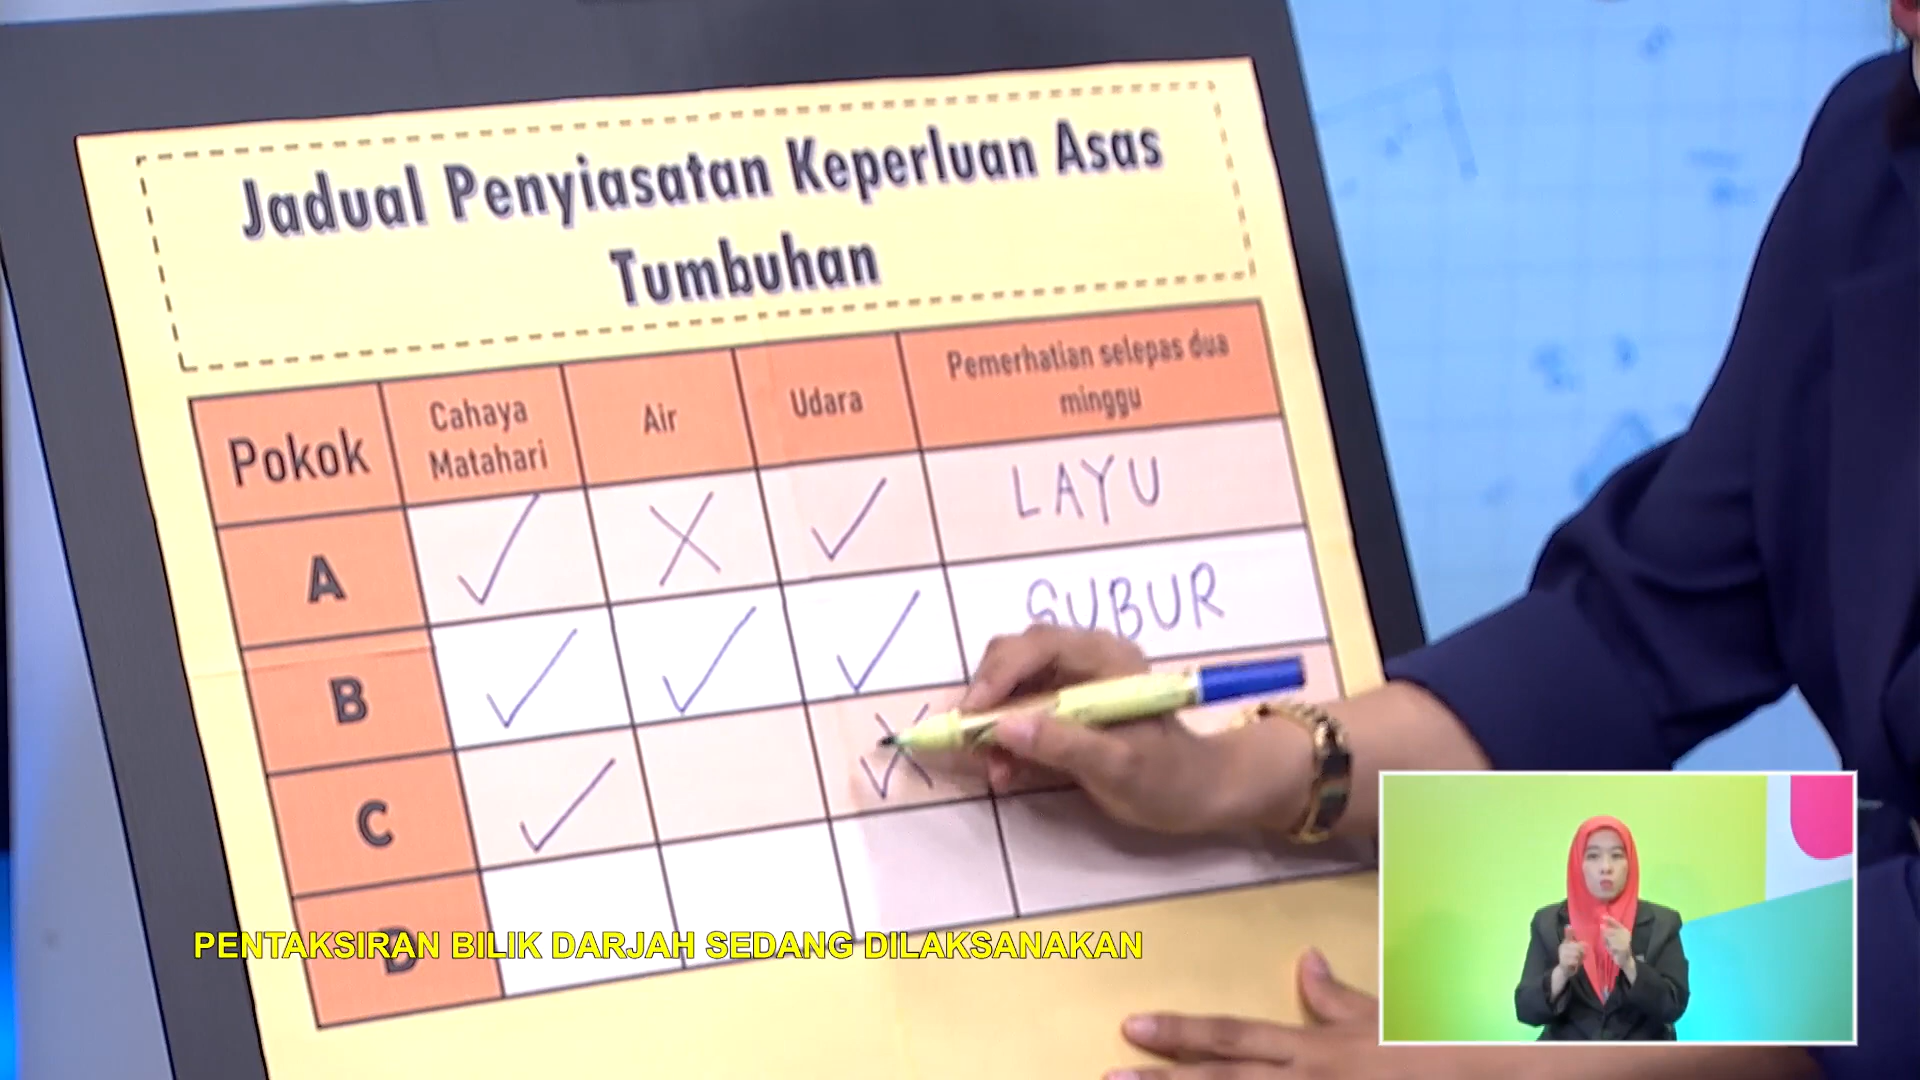 Jadual Penyiasatan Keperluan Asas
Tumbuhan
Pokok
Cahaya
Matahari
Air
Udara
Pemerhatian selepas dua
minggu
A ✓ X ✓ LAYU
B ✓ ✓ ✓ SUBUR
C ✓ X
D
PENTAKSIRAN BILIK DARJAH SEDANG DILAKSANAKAN